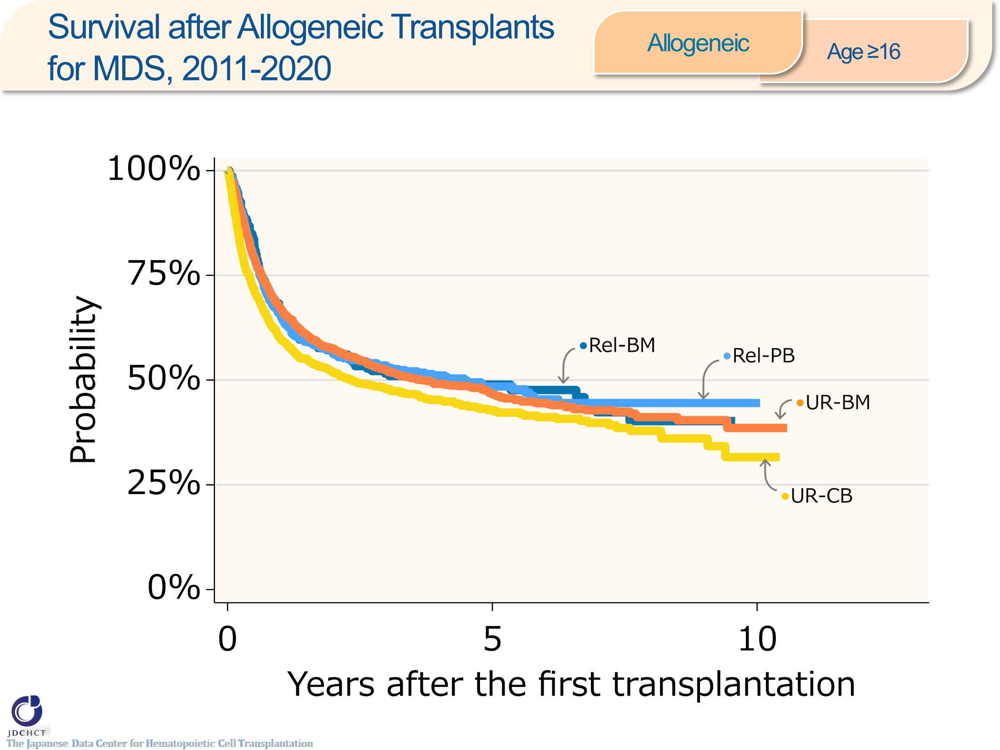 Survival after Allogeneic Transplants
for MDS, 2011-2020
Allogeneic
Age ≥16
100%
75%
50%
25%
0%
Probability
Rel-BM
Rel-PB
UR-BM
UR-CB
0
5
10
Years after the first transplantation
JDCHCT
The Japanese Data Center for Hematopoietic Cell Transplantation